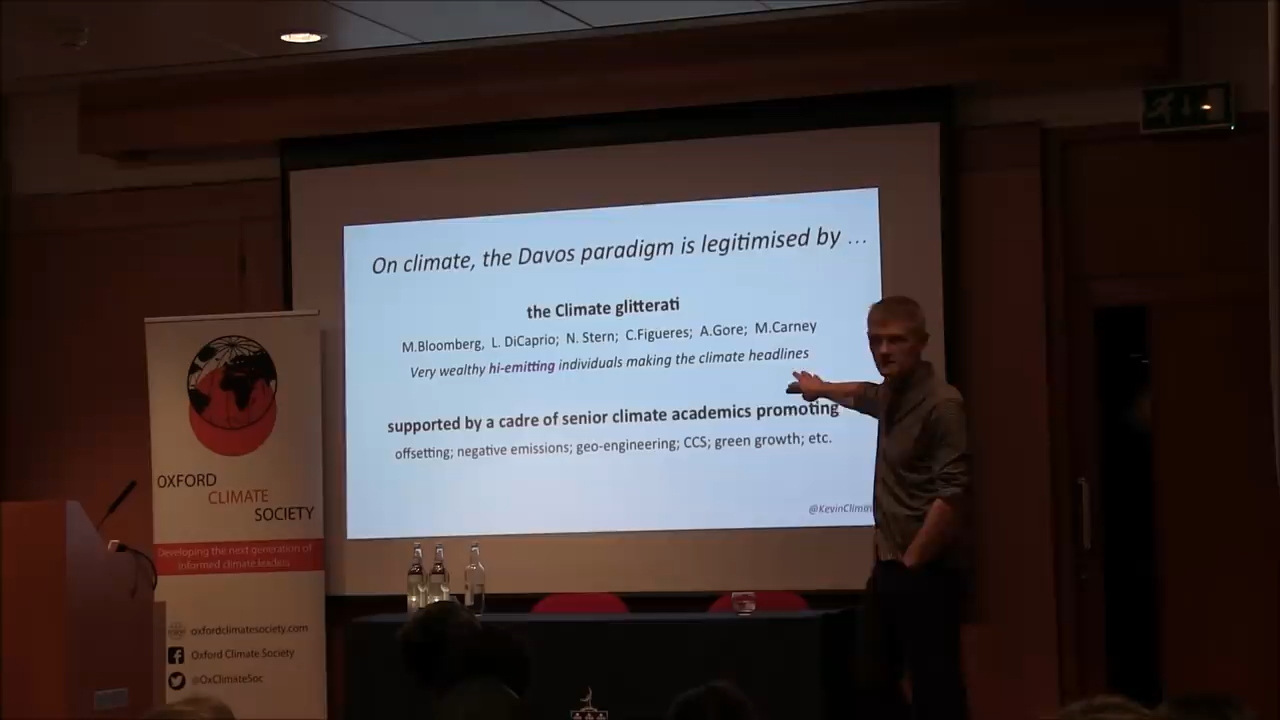 On climate, the Davos paradigm is legitimised by ...
the Climate glitterati
M.Bloomberg, L. DiCaprio; N. Stern; C.Figueres; A.Gore; M.Carney
Very wealthy hi-emitting individuals making the climate headlines
supported by a cadre of senior climate academics promoting
offsetting; negative emissions; geo-engineering; CCS; green growth; etc.
@KevinClimin
OXFORD
CLIMATE
SOCIETY
Developing the next generation of
informed climate leaders
oxfordclimatesociety.com
Oxford Climate Society
@OxClimateSoc